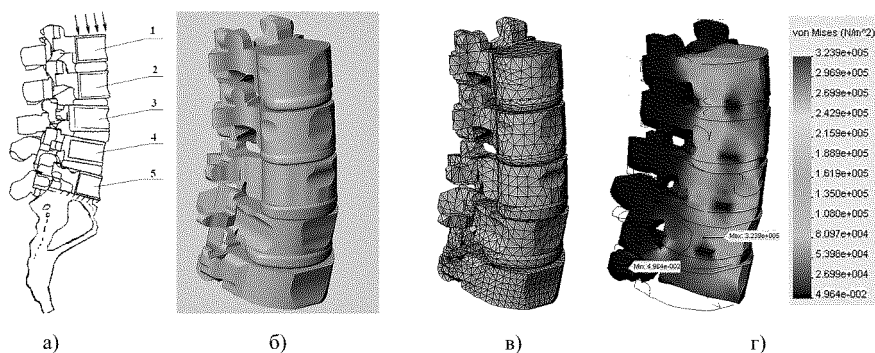 1
2
3
4
5
von Mises (N/m^2)
3.239e+005
2.969e+005
2.699e+005
2.429e+005
2.159e+005
1.889e+005
1.619e+005
1.350e+005
1.080e+005
8.097e+004
5.398e+004
2.699e+004
4.964e-002
Max: 3.239e+005
Min: 4.964e-002
а)
б)
в)
г)